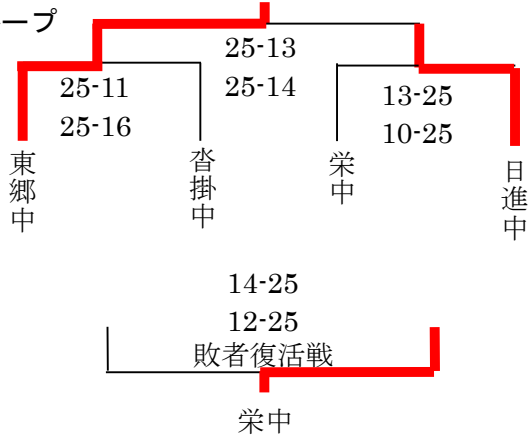 ープ
25-13
25-14
25-11
25-16
13-25
10-25
東郷中
沓掛中
栄中
日進中
14-25
12-25
敗者復活戦
栄中